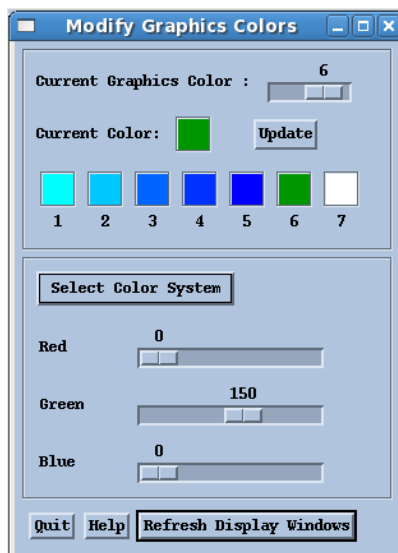 Modify Graphics Colors
Current Graphics Color : 6
Current Color: Update
1 2 3 4 5 6 7
Select Color System
0
Red
150
Green
0
Blue
Quit Help Refresh Display Windows